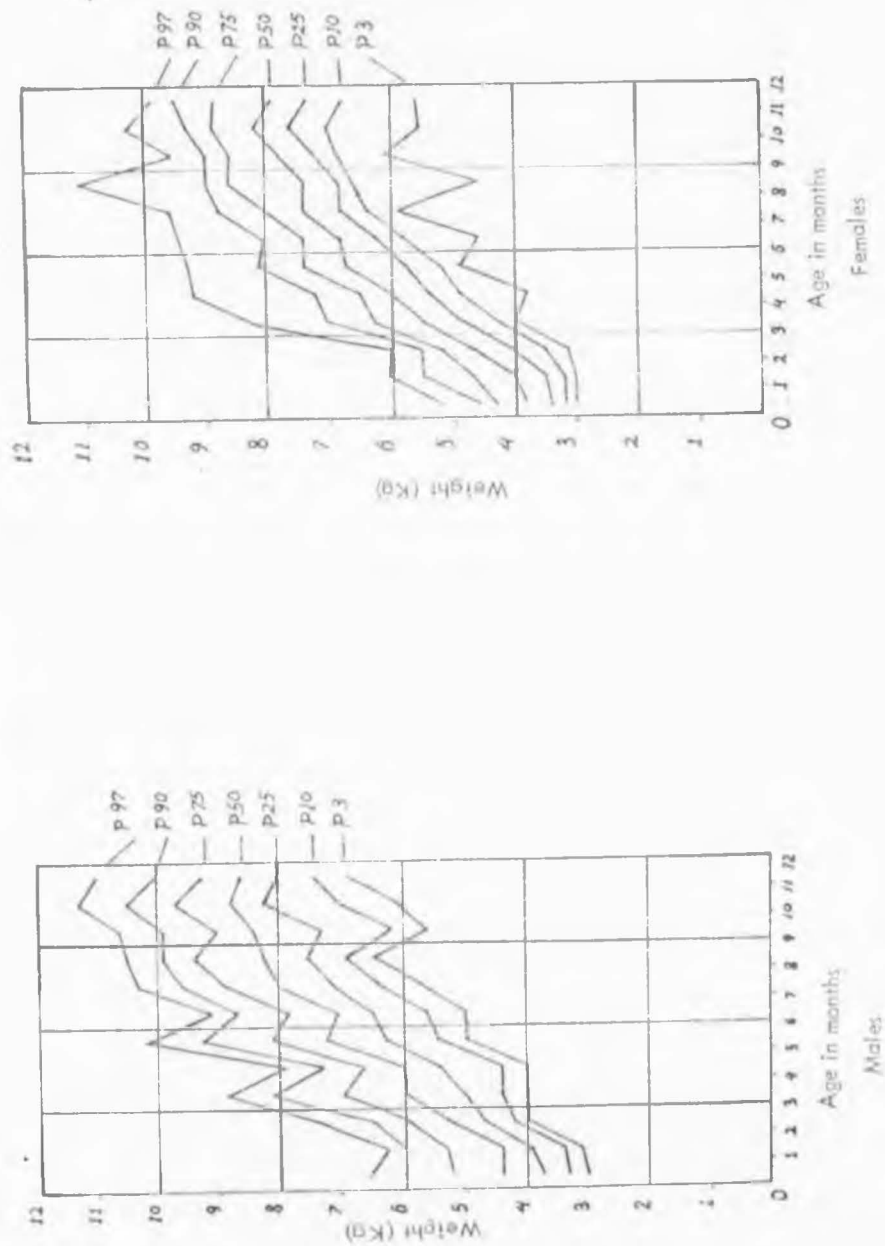 P 97
P 90
P 75
P 50
P 25
P 10
P 3
12
11
10
9
8
7
6
5
4
3
2
1
0
Weight (Kg)
1 2 3 4 5 6 7 8 9 10 11 12
Age in months
Males
P 97
P 90
P 75
P 50
P 25
P 10
P 3
12
11
10
9
8
7
6
5
4
3
2
1
0
Weight (Kg)
1 2 3 4 5 6 7 8 9 10 11 12
Age in months
Females